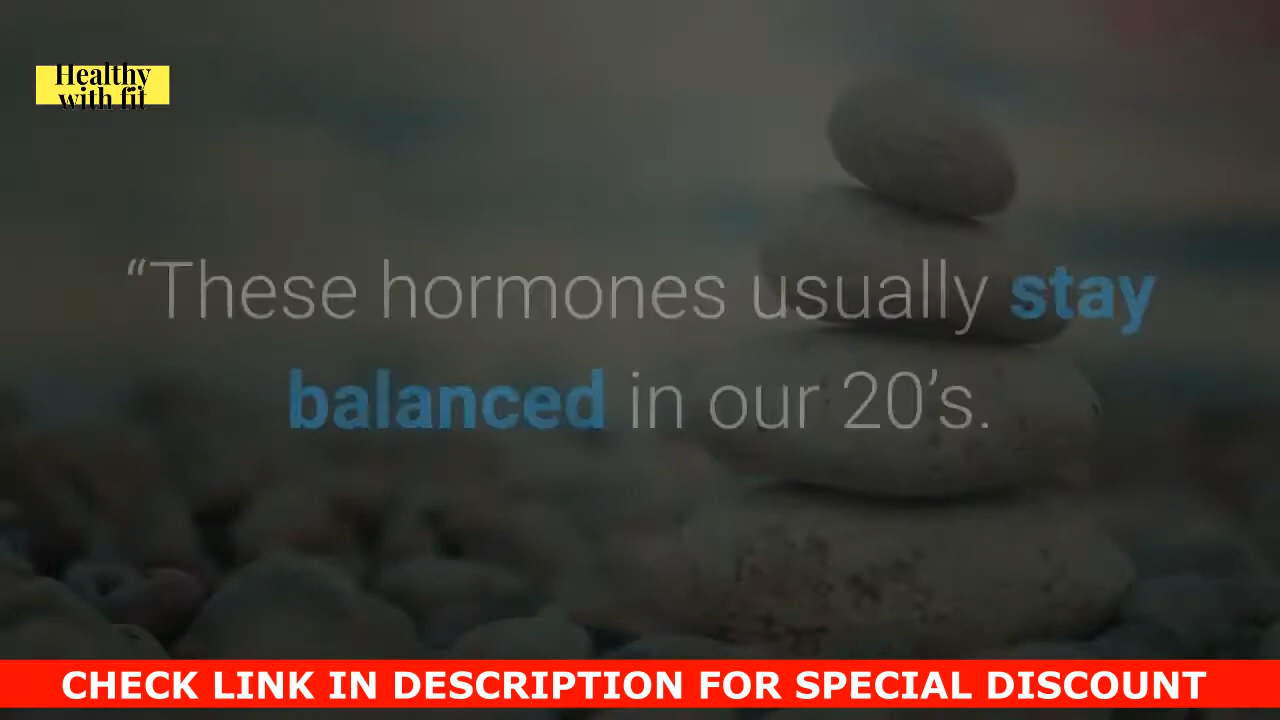 Healthy
with fit
“These hormones usually stay
balanced in our 20’s.
CHECK LINK IN DESCRIPTION FOR SPECIAL DISCOUNT